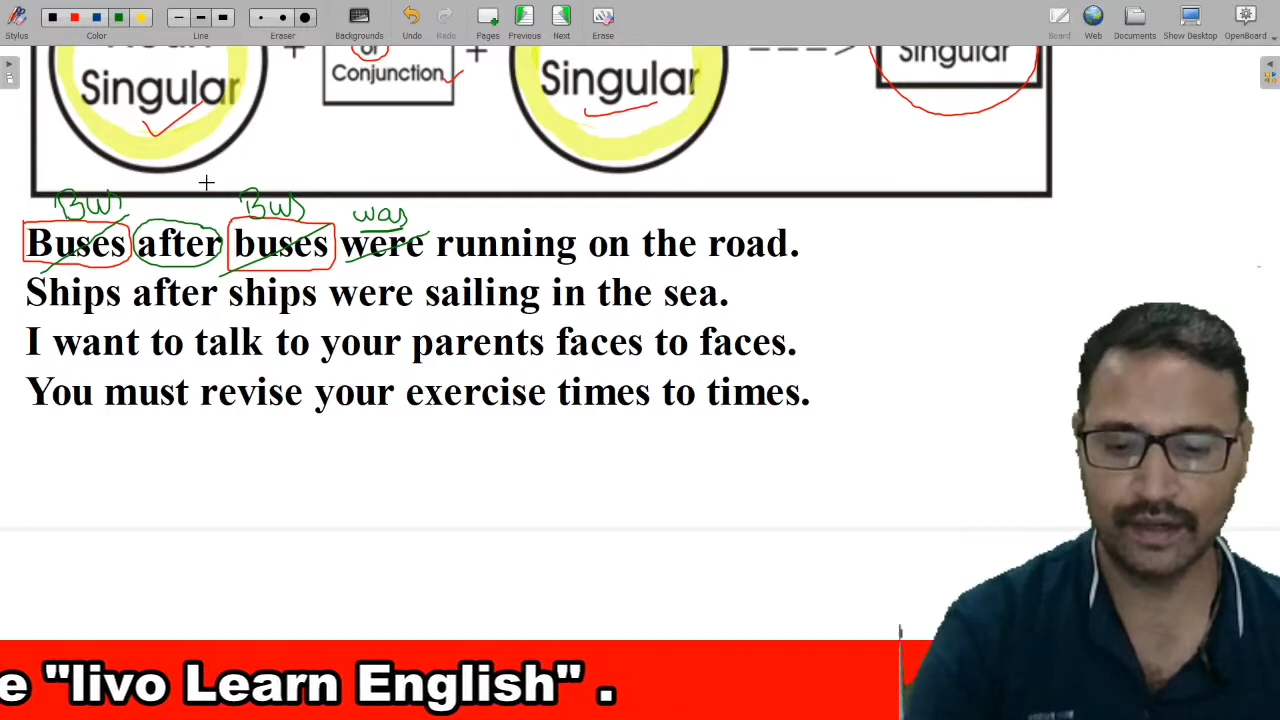 Stylus Color Line Eraser Backgrounds Undo Redo Pages Previous Next Erase Board Web Documents Show Desktop OpenBoard
or
Singular + Conjunction + Singular ===> Singular
Bus Bus was
Buses after buses were running on the road.
Ships after ships were sailing in the sea.
I want to talk to your parents faces to faces.
You must revise your exercise times to times.
e "livo Learn English" .